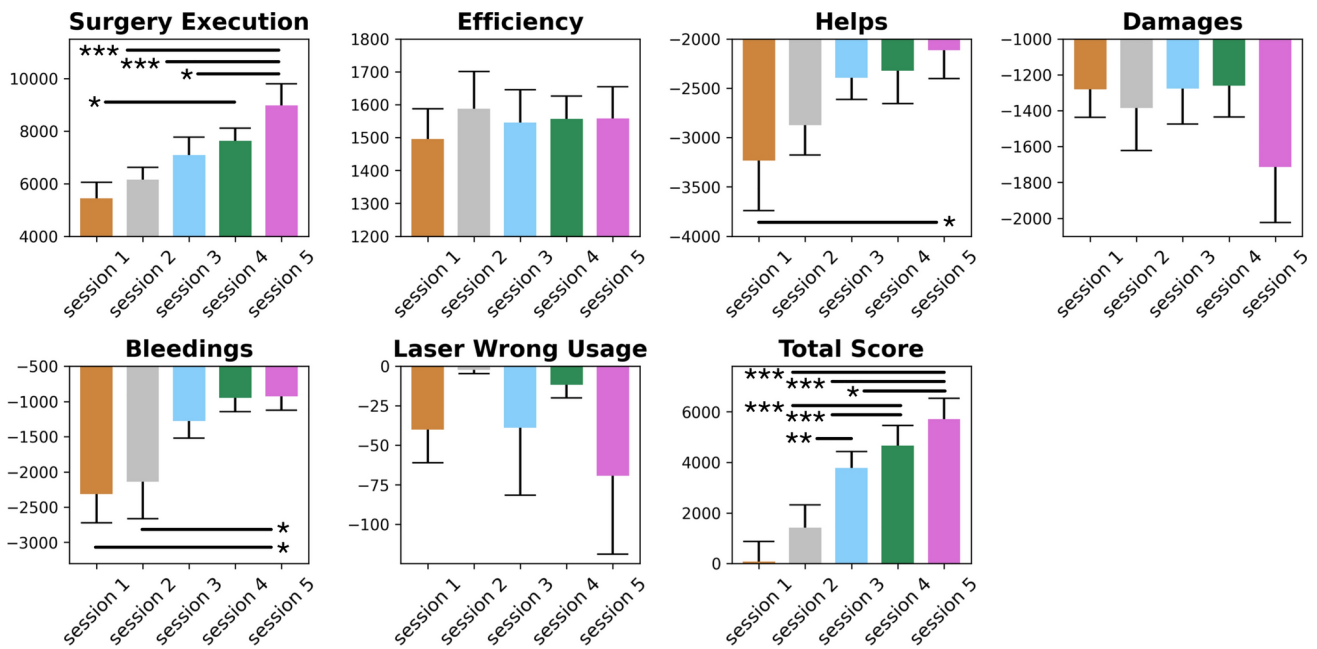 Surgery Execution
***
***
*
*
10000
8000
6000
4000
session 1
session 2
session 3
session 4
session 5
Efficiency
1800
1700
1600
1500
1400
1300
1200
session 1
session 2
session 3
session 4
session 5
Helps
−2000
−2500
−3000
−3500
−4000
*
session 1
session 2
session 3
session 4
session 5
Damages
−1000
−1200
−1400
−1600
−1800
−2000
session 1
session 2
session 3
session 4
session 5
Bleedings
−500
−1000
−1500
−2000
−2500
−3000
*
*
session 1
session 2
session 3
session 4
session 5
Laser Wrong Usage
0
−25
−50
−75
−100
session 1
session 2
session 3
session 4
session 5
Total Score
***
***
*
***
***
**
6000
4000
2000
0
session 1
session 2
session 3
session 4
session 5